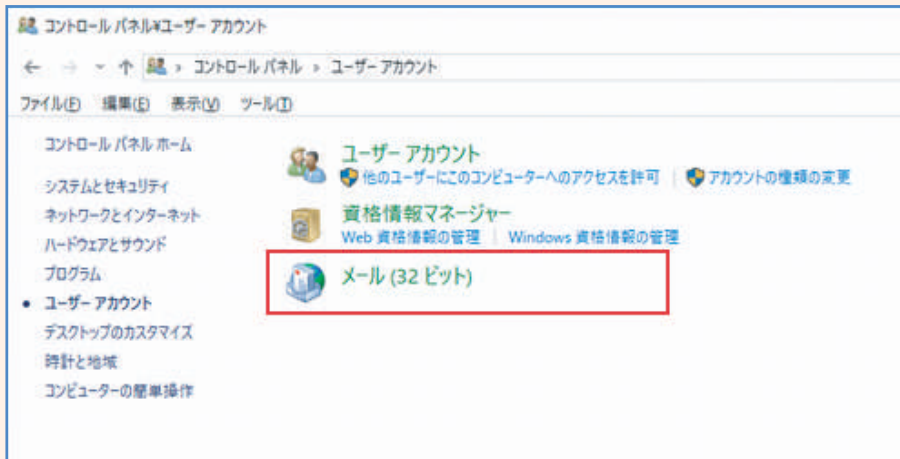 コントロール パネル¥ユーザー アカウント
コントロール パネル › ユーザー アカウント
ファイル(F) 編集(E) 表示(V) ツール(T)
コントロール パネル ホーム
システムとセキュリティ
ネットワークとインターネット
ハードウェアとサウンド
プログラム
ユーザー アカウント
デスクトップのカスタマイズ
時計と地域
コンピューターの簡単操作
ユーザー アカウント
他のユーザーにこのコンピューターへのアクセスを許可 | アカウントの種類の変更
資格情報マネージャー
Web 資格情報の管理 | Windows 資格情報の管理
メール (32 ビット)